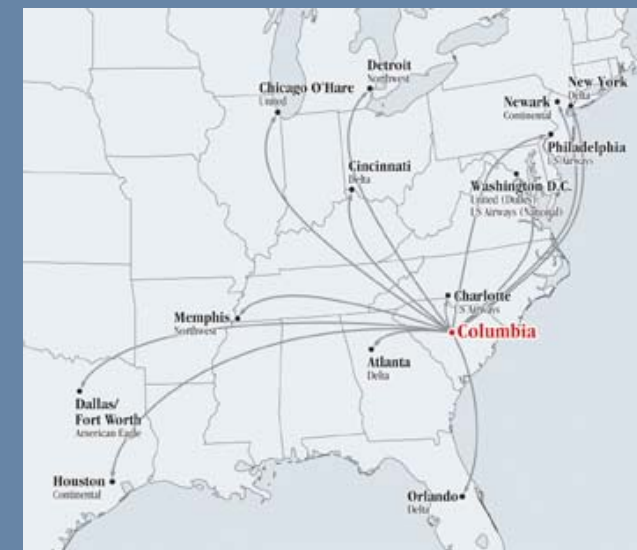 Detroit
Northwest
Chicago O'Hare
United
New York
Delta
Newark
Continental
Philadelphia
US Airways
Cincinnati
Delta
Washington D.C.
United (Dulles)
US Airways (National)
Charlotte
US Airways
Memphis
Northwest
Columbia
Atlanta
Delta
Dallas/
Fort Worth
American Eagle
Houston
Continental
Orlando
Delta